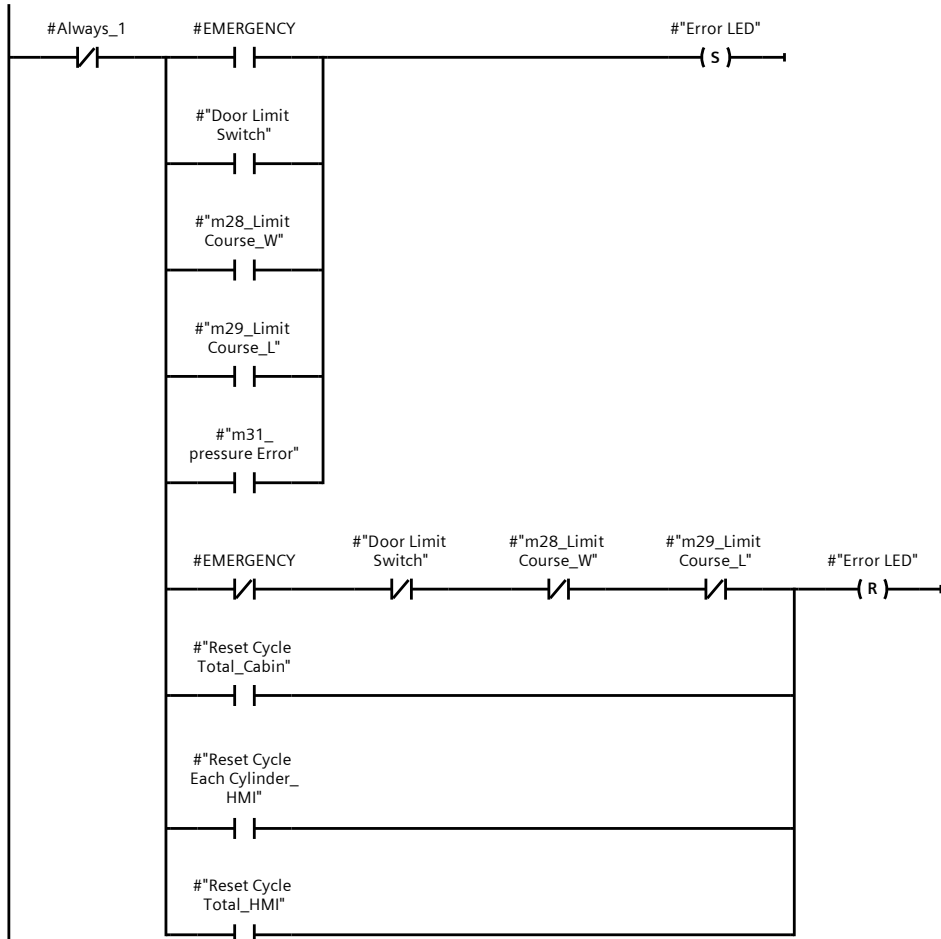 #Always_1
#EMERGENCY
#"Error LED"
S
#"Door Limit
Switch"
#"m28_Limit
Course_W"
#"m29_Limit
Course_L"
#"m31_
pressure Error"
#EMERGENCY
#"Door Limit
Switch"
#"m28_Limit
Course_W"
#"m29_Limit
Course_L"
#"Error LED"
R
#"Reset Cycle
Total_Cabin"
#"Reset Cycle
Each Cylinder_
HMI"
#"Reset Cycle
Total_HMI"